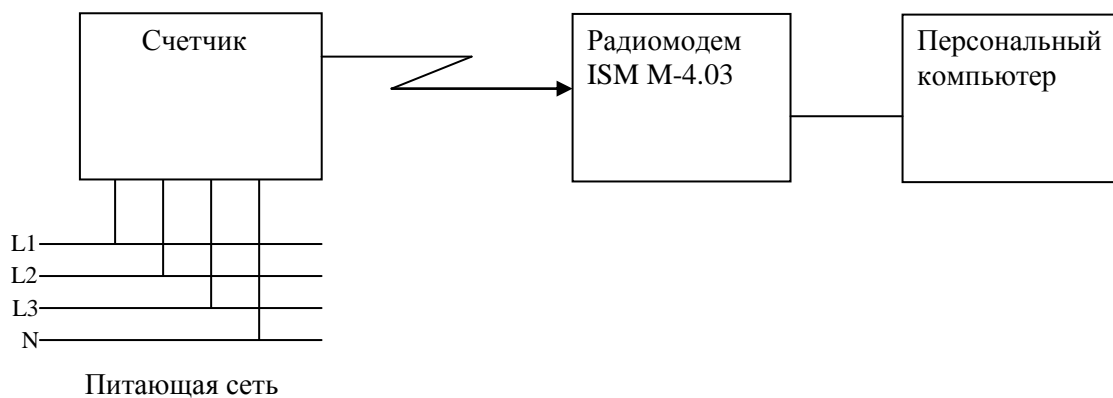 Счетчик
Радиомодем
ISM M-4.03
Персональный
компьютер
L1
L2
L3
N
Питающая сеть